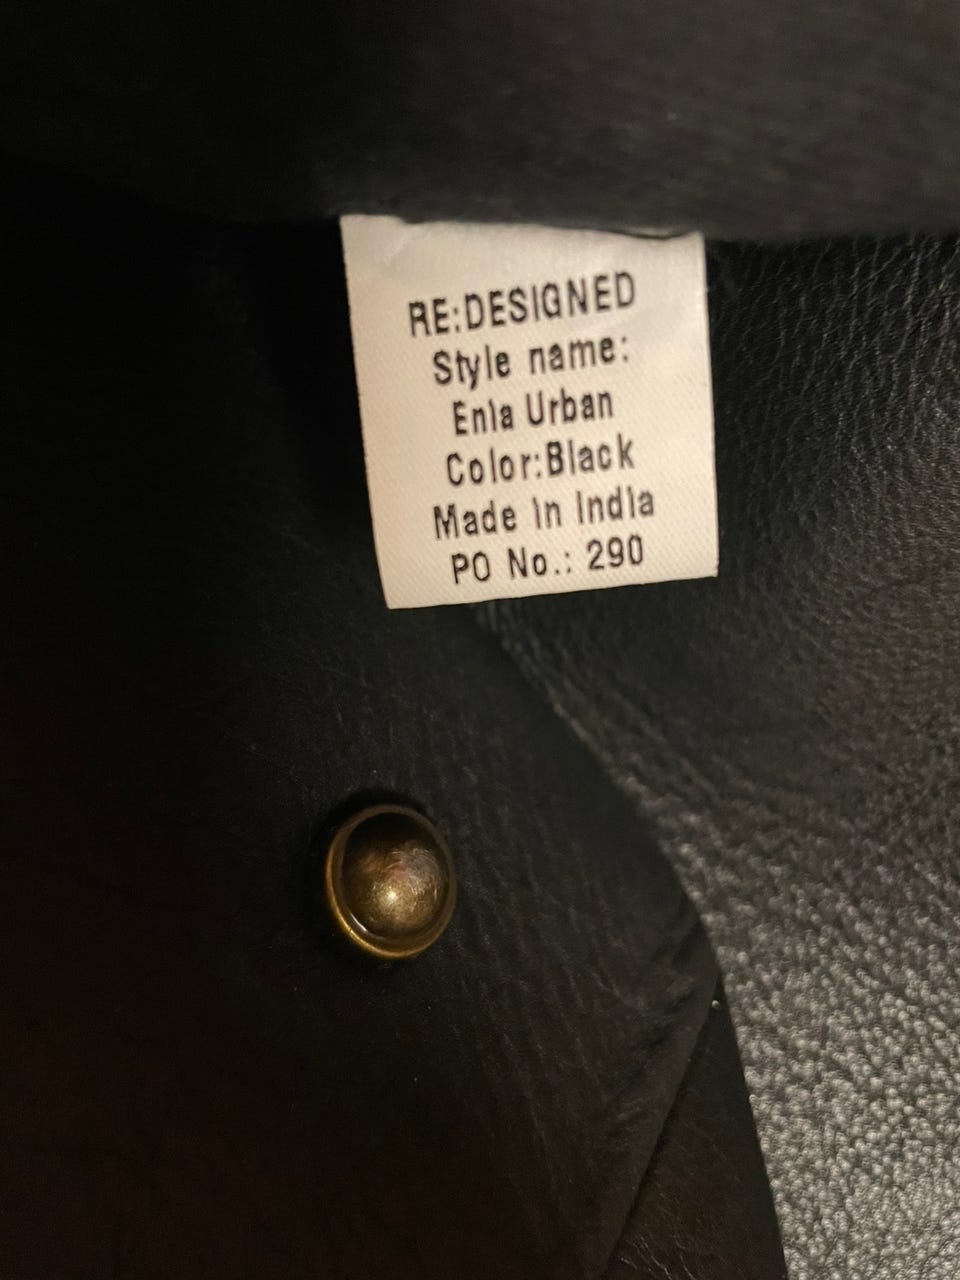 RE:DESIGNED
Style name:
Enla Urban
Color:Black
Made in India
PO No.: 290